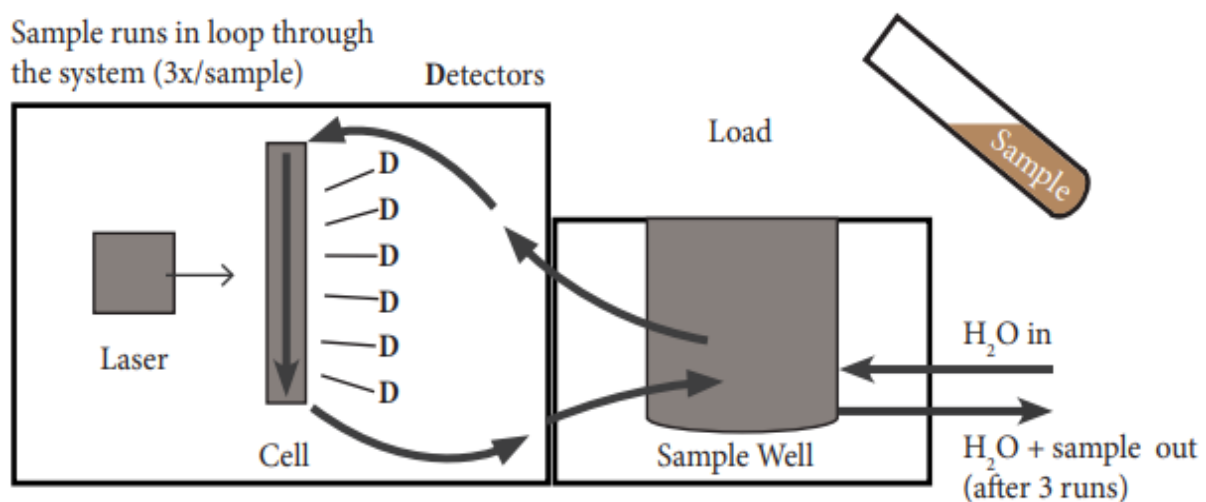 Sample runs in loop through
the system (3x/sample)
Detectors
Load
Sample
D
D
D
D
D
D
Laser
Cell
Sample Well
H₂O in
H₂O + sample out
(after 3 runs)